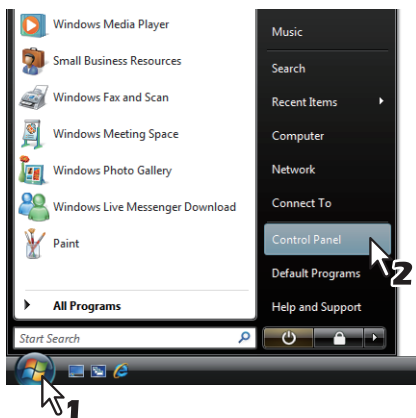 Windows Media Player
Small Business Resources
Windows Fax and Scan
Windows Meeting Space
Windows Photo Gallery
Windows Live Messenger Download
Paint
All Programs
Start Search
Music
Search
Recent Items
Computer
Network
Connect To
Control Panel
2
Default Programs
Help and Support
1